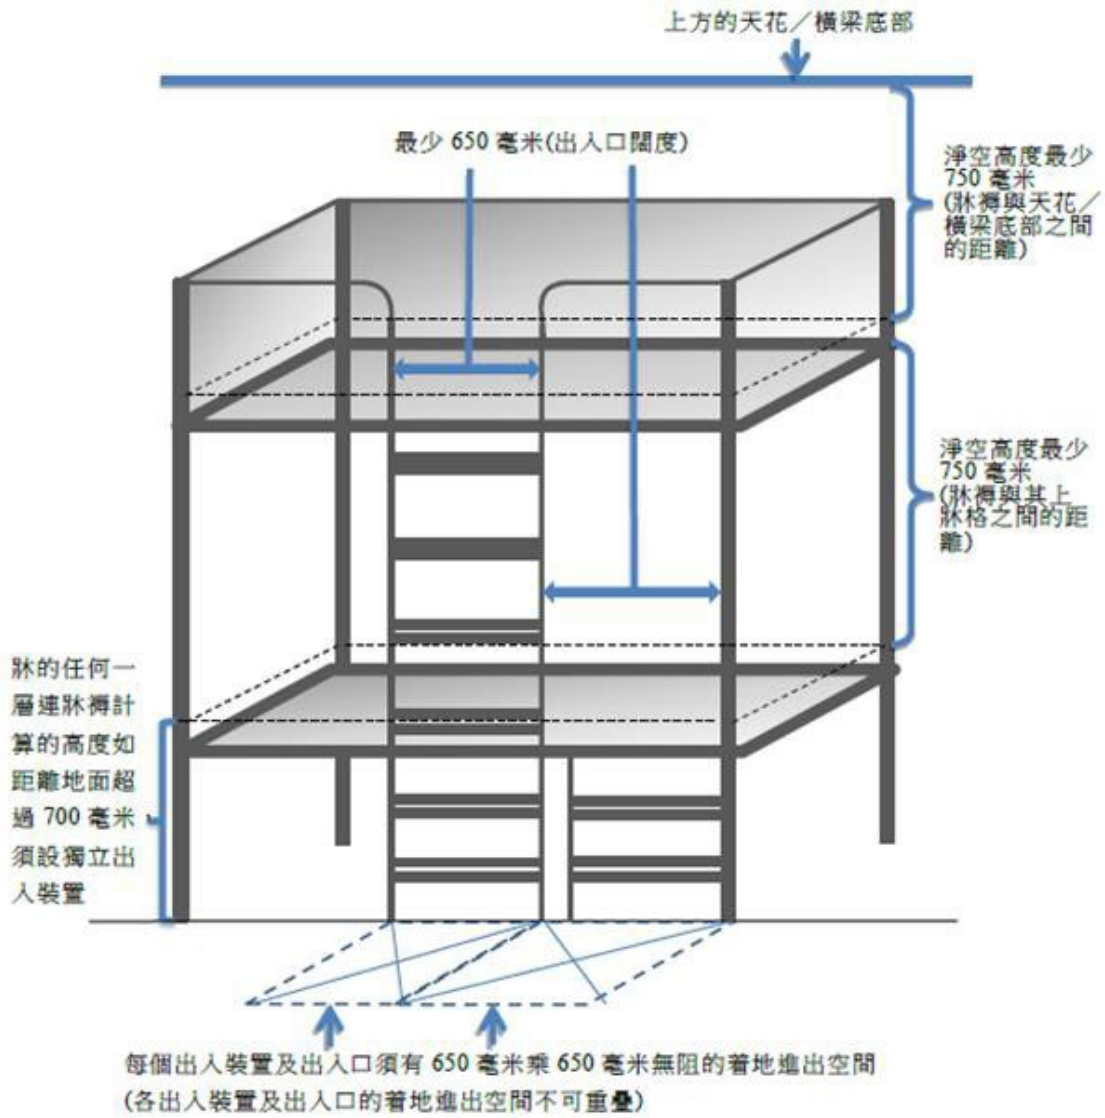 上方的天花／橫梁底部
最少 650 毫米(出入口闊度)
淨空高度最少
750 毫米
(牀褥與天花／
橫梁底部之間
的距離)
淨空高度最少
750 毫米
(牀褥與其上
牀格之間的距
離)
牀的任何一
層連牀褥計
算的高度如
距離地面超
過 700 毫米
須設獨立出
入裝置
每個出入裝置及出入口須有 650 毫米乘 650 毫米無阻的着地進出空間
(各出入裝置及出入口的着地進出空間不可重疊)